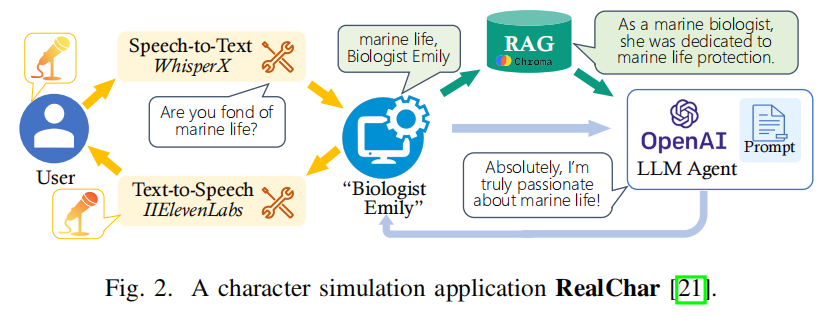 Speech-to-Text
WhisperX
Are you fond of
marine life?
User
Text-to-Speech
IIElevenLabs
marine life,
Biologist Emily
“Biologist
Emily”
RAG
Chroma
As a marine biologist,
she was dedicated to
marine life protection.
OpenAI
LLM Agent
Prompt
Absolutely, I’m
truly passionate
about marine life!
Fig. 2. A character simulation application RealChar [21].